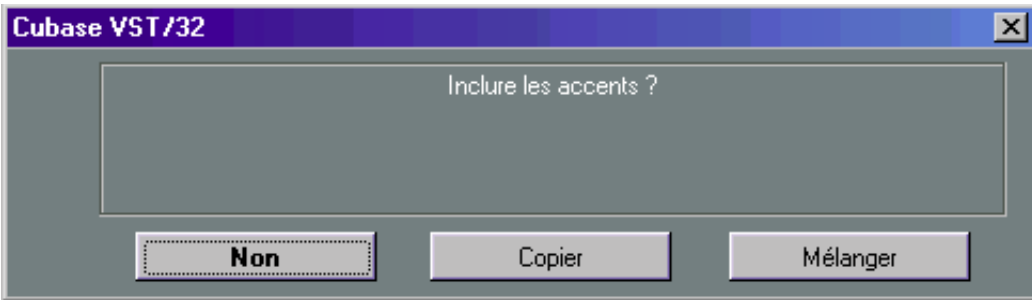 Cubase VST/32
Inclure les accents ?
Non
Copier
Mélanger